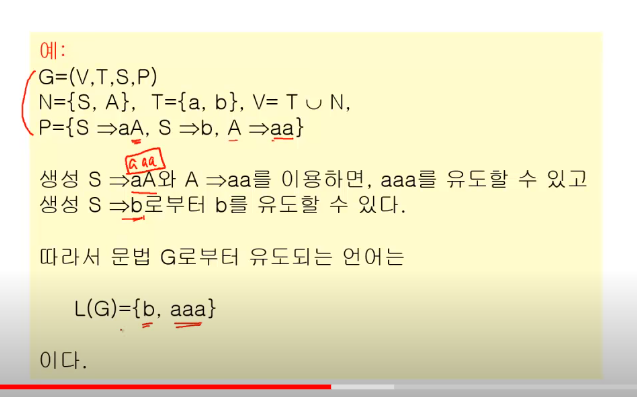 예:
G=(V,T,S,P)
N={S, A}, T={a, b}, V= T ∪ N,
P={S ⇒aA, S ⇒b, A ⇒aa}
a aa
생성 S ⇒aA와 A ⇒aa를 이용하면, aaa를 유도할 수 있고
생성 S ⇒b로부터 b를 유도할 수 있다.
따라서 문법 G로부터 유도되는 언어는
L(G)={b, aaa}
이다.